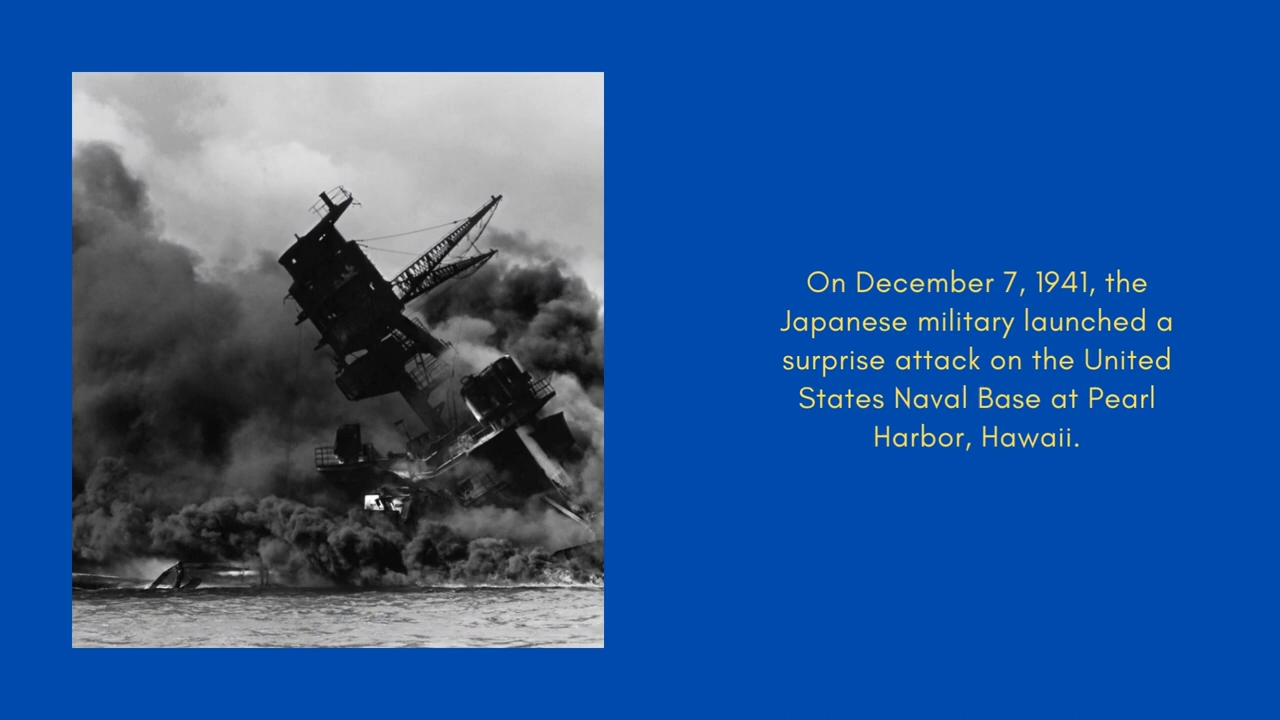 On December 7, 1941, the
Japanese military launched a
surprise attack on the United
States Naval Base at Pearl
Harbor, Hawaii.